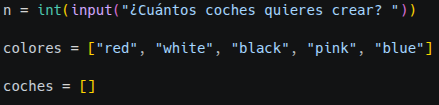 n = int(input("¿Cuántos coches quieres crear? "))
colores = ["red", "white", "black", "pink", "blue"]
coches = []